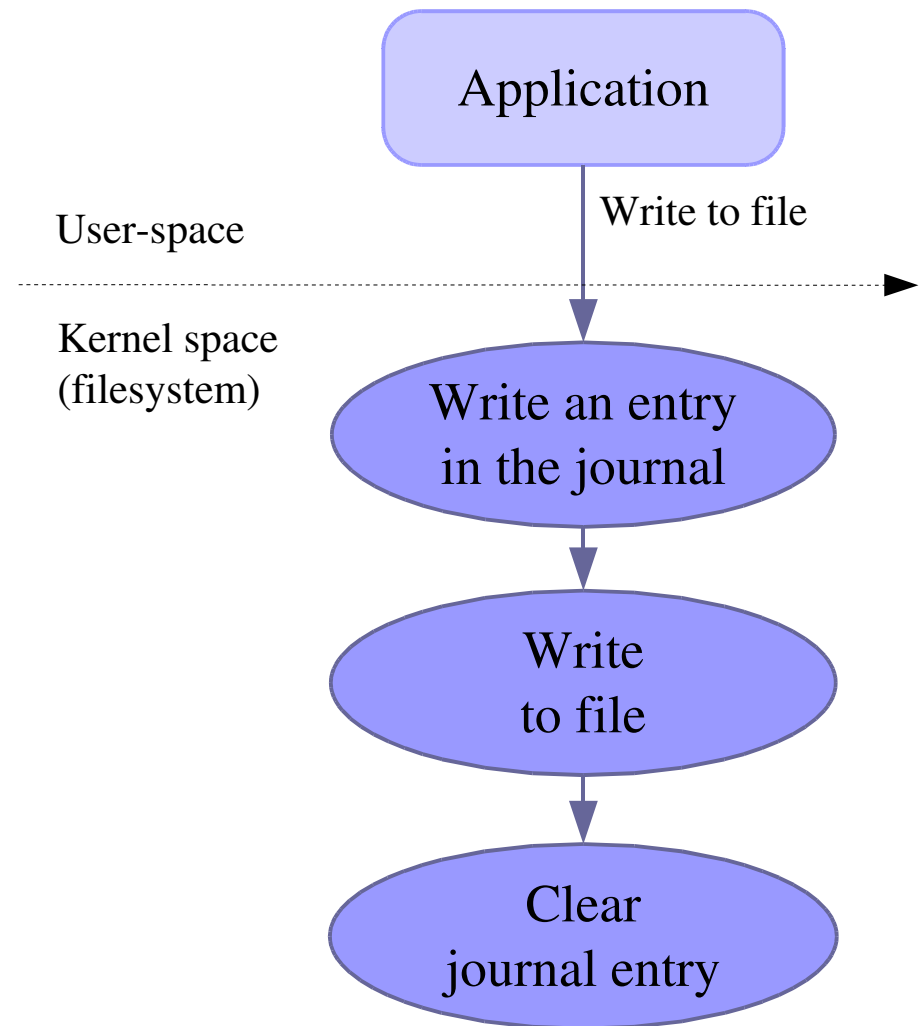 Application
Write to file
User-space
Kernel space
(filesystem)
Write an entry
in the journal
Write
to file
Clear
journal entry